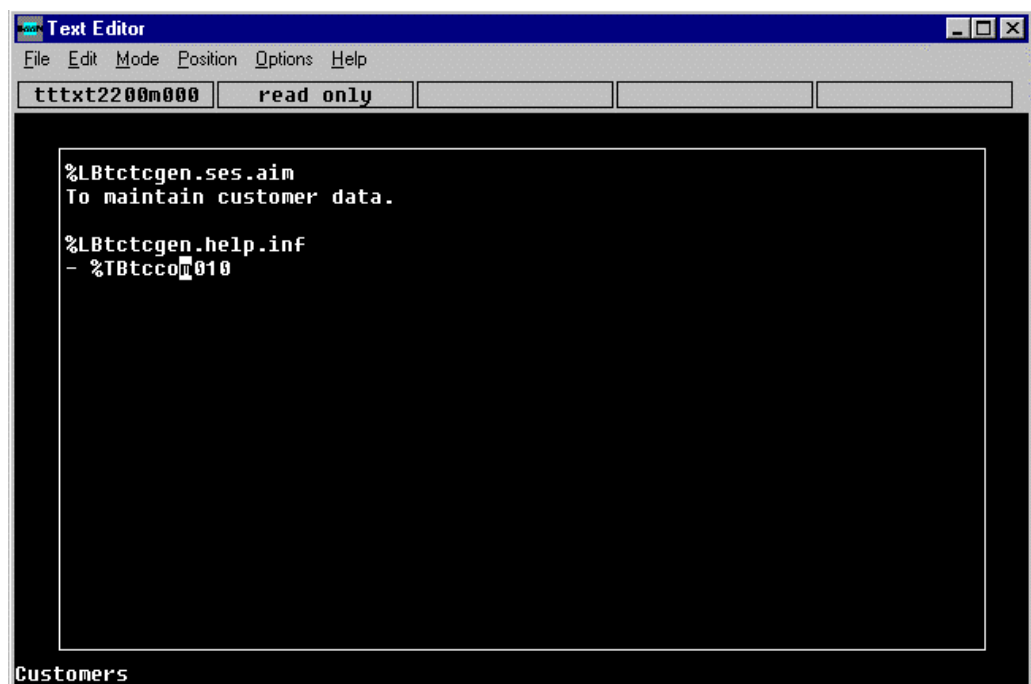 Text Editor
File Edit Mode Position Options Help
tttxt2200m000 read only
%LBtctcgen.ses.aim
To maintain customer data.
%LBtctcgen.help.inf
- %TBtccom010
Customers